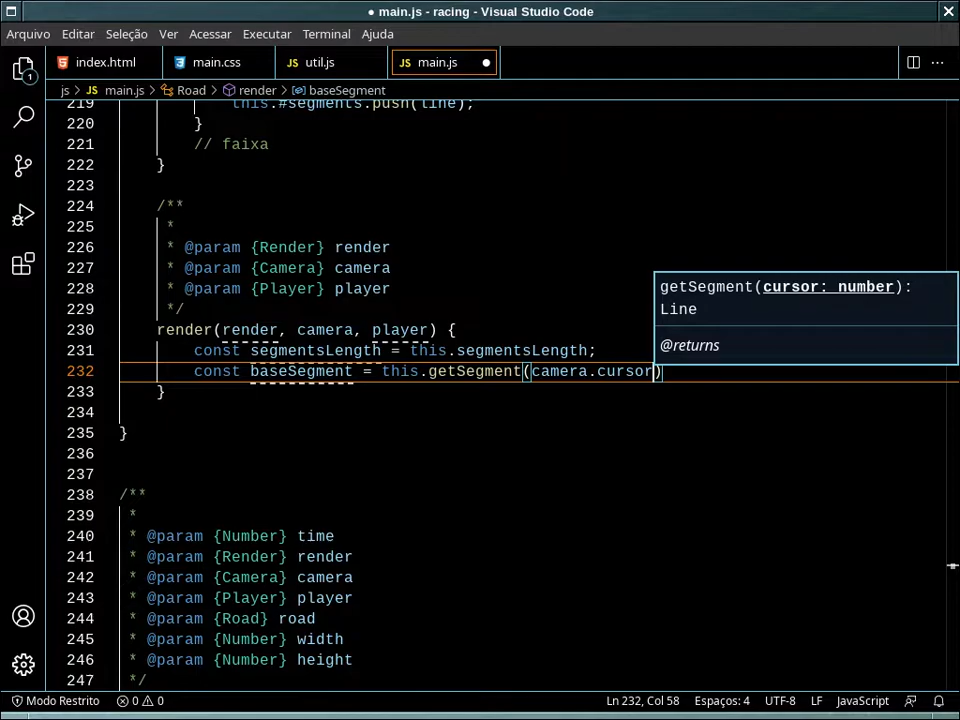 ● main.js - racing - Visual Studio Code
Arquivo Editar Seleção Ver Acessar Executar Terminal Ajuda
index.html main.css JS util.js JS main.js ●
js > JS main.js > Road > render > baseSegment
219 this.#segments.push(line);
220 }
221 // faixa
222 }
223
224 /**
225 *
226 * @param {Render} render
227 * @param {Camera} camera
228 * @param {Player} player
229 */
230 render(render, camera, player) {
231 const segmentsLength = this.segmentsLength;
232 const baseSegment = this.getSegment(camera.cursor)
getSegment(cursor: number):
Line
@returns
233 }
234
235 }
236
237
238 /**
239 *
240 * @param {Number} time
241 * @param {Render} render
242 * @param {Camera} camera
243 * @param {Player} player
244 * @param {Road} road
245 * @param {Number} width
246 * @param {Number} height
247 */
1
Modo Restrito 0 0 Ln 232, Col 58 Espaços: 4 UTF-8 LF JavaScript